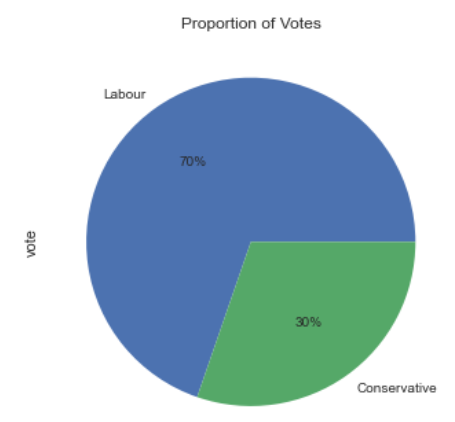 Proportion of Votes
Labour
70%
vote
30%
Conservative